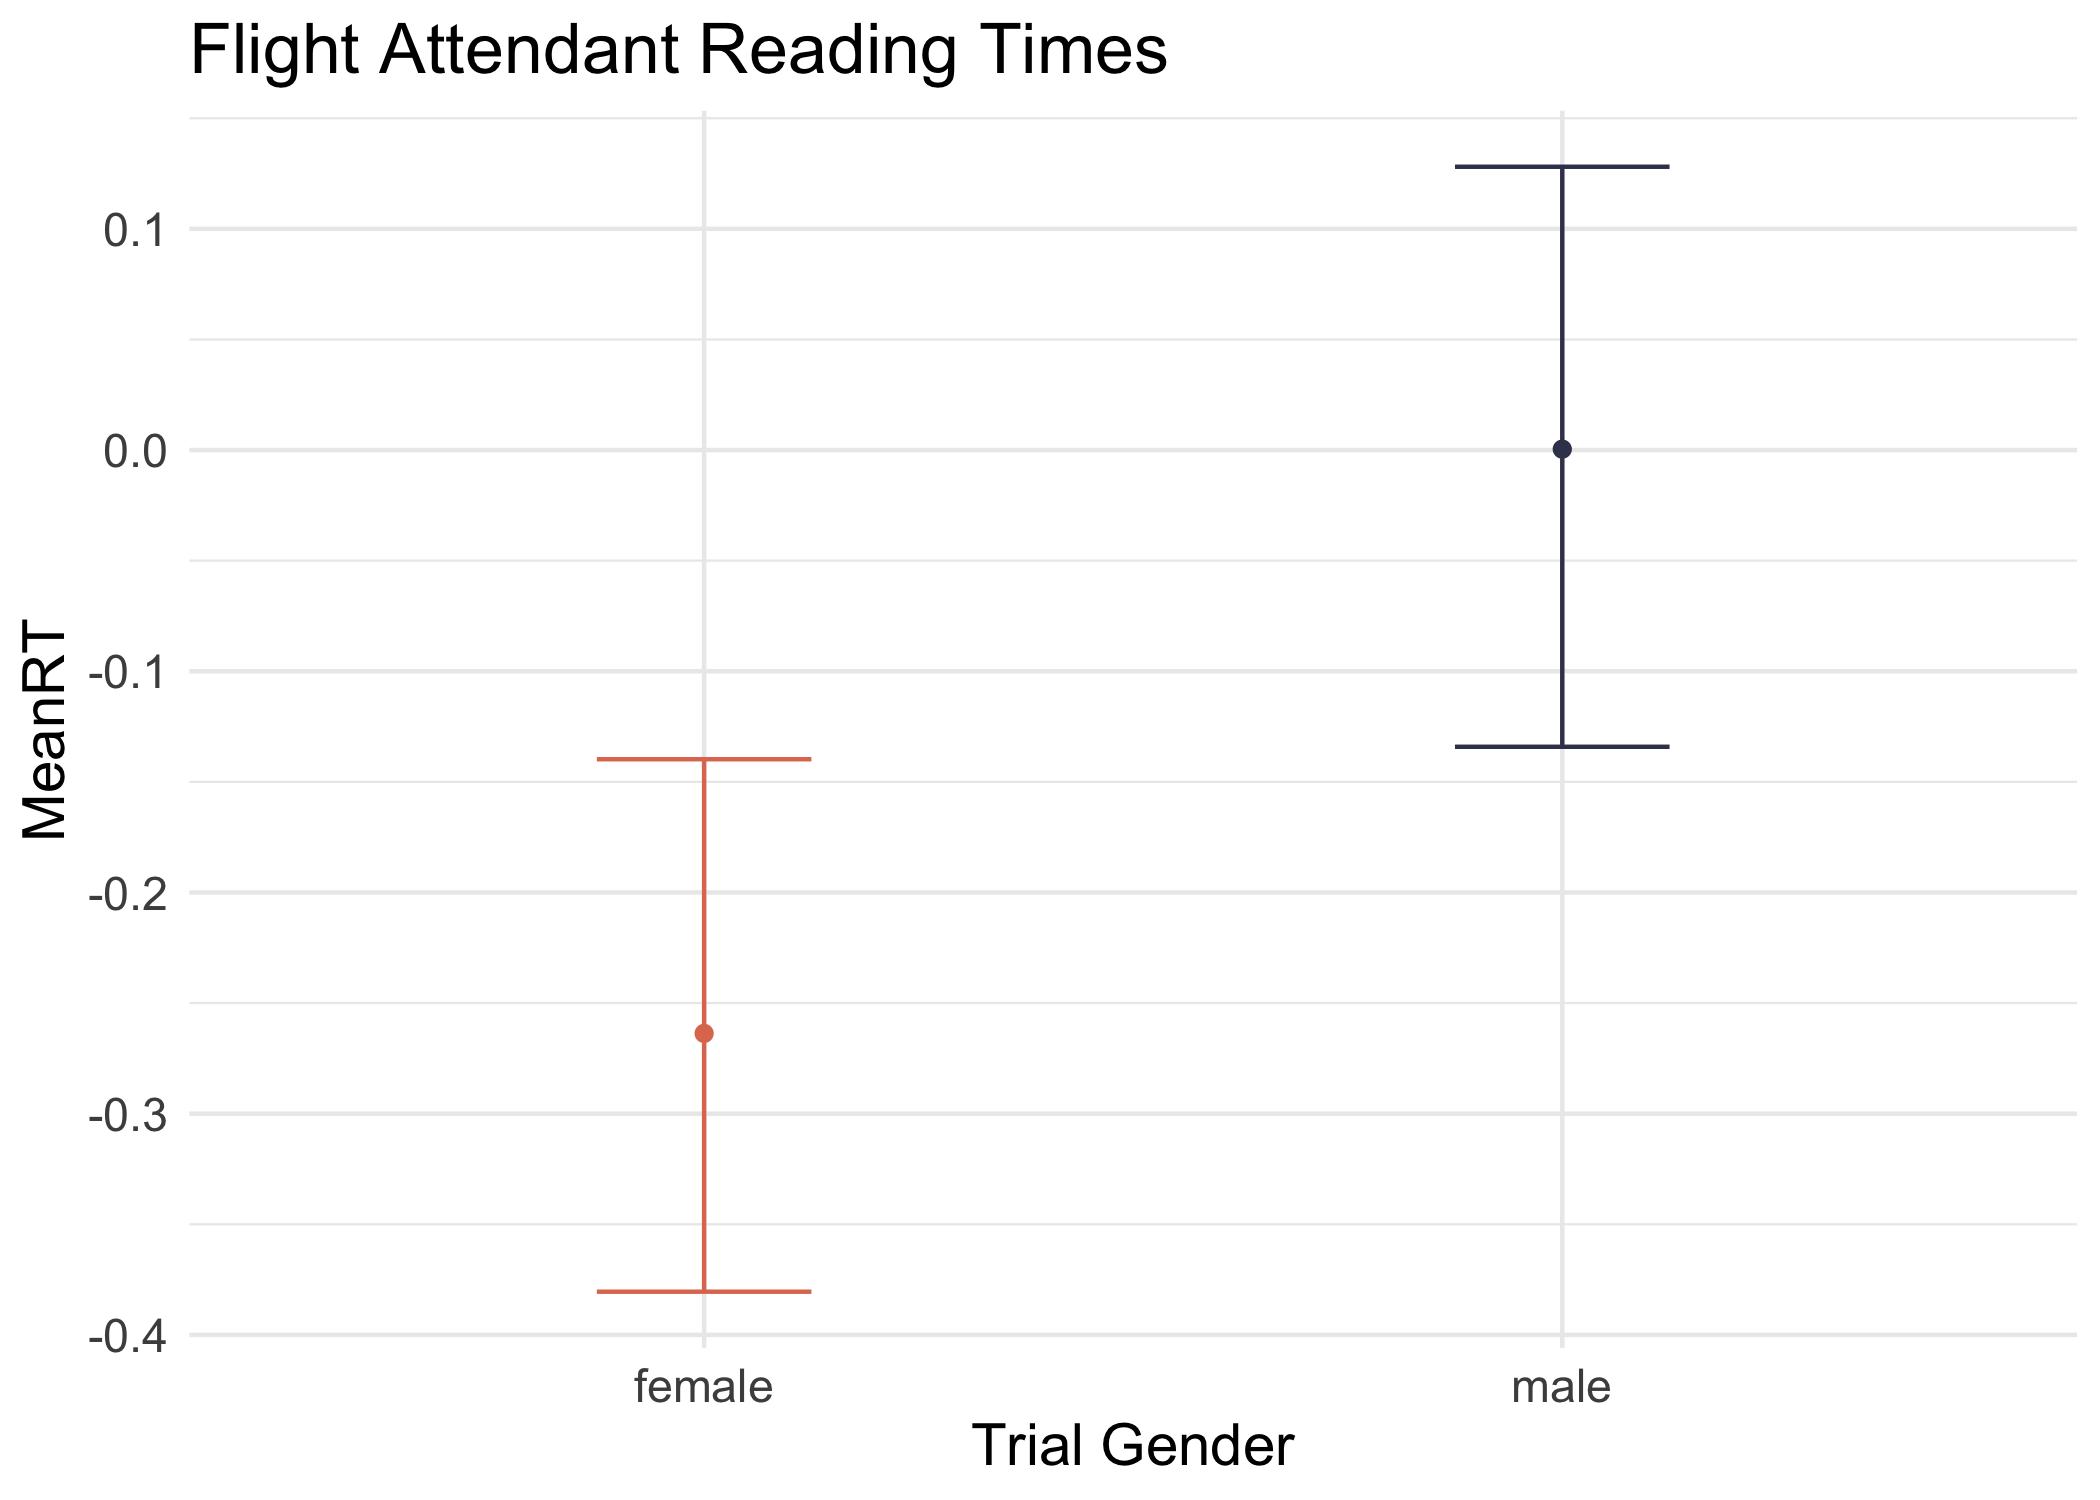 Flight Attendant Reading Times
MeanRT
0.1
0.0
-0.1
-0.2
-0.3
-0.4
female
male
Trial Gender